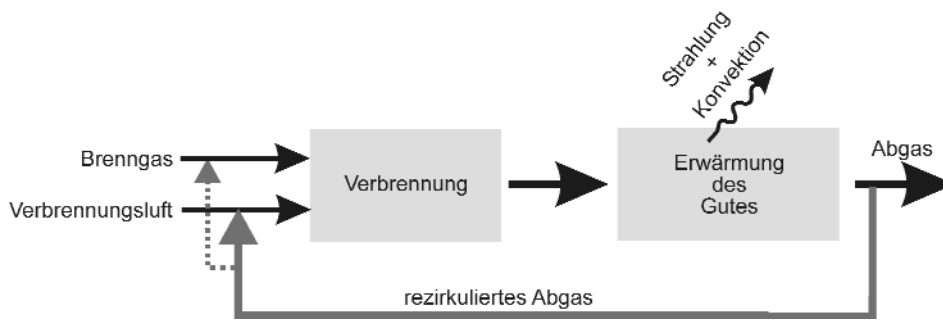 Strahlung
+
Konvektion
Brenngas
Verbrennungsluft
Verbrennung
Erwärmung
des
Gutes
Abgas
rezirkuliertes Abgas